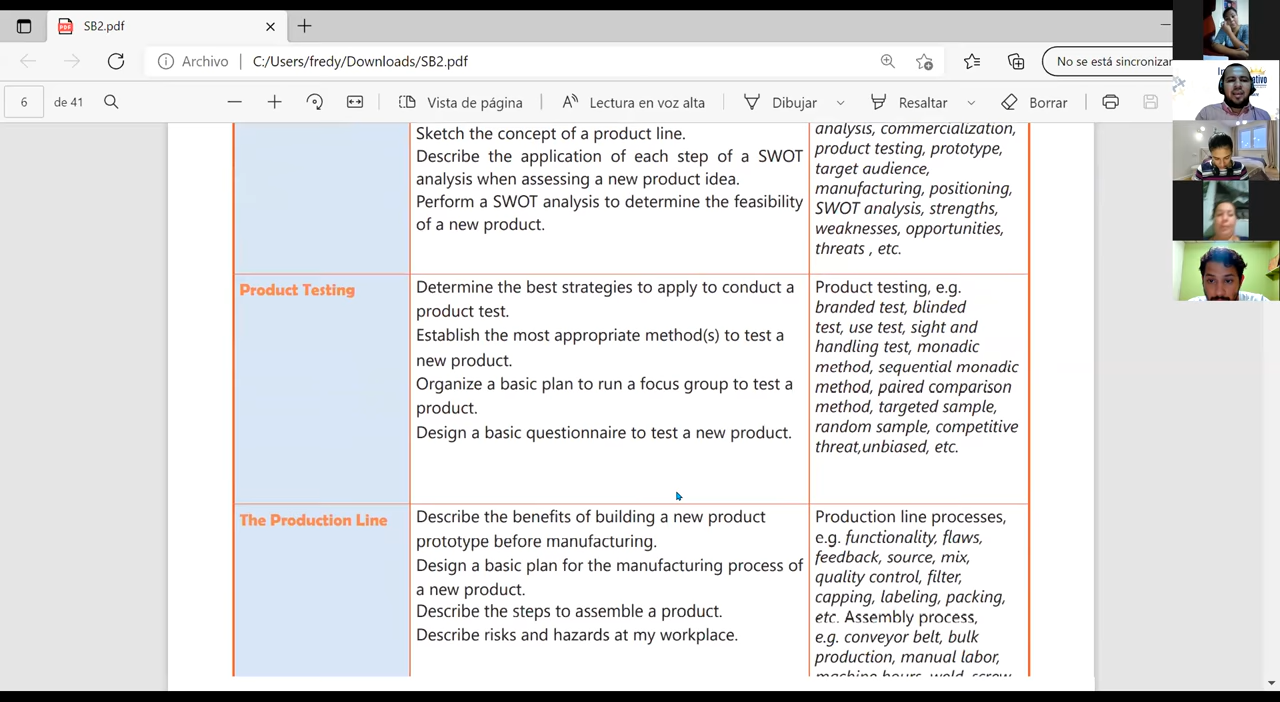 SB2.pdf
Archivo
C:/Users/fredy/Downloads/SB2.pdf
No se está sincronizar
6 de 41
Vista de página
Lectura en voz alta
Dibujar
Resaltar
Borrar
Sketch the concept of a product line.
Describe the application of each step of a SWOT
analysis when assessing a new product idea.
Perform a SWOT analysis to determine the feasibility
of a new product.
analysis, commercialization,
product testing, prototype,
target audience,
manufacturing, positioning,
SWOT analysis, strengths,
weaknesses, opportunities,
threats , etc.
Product Testing
Determine the best strategies to apply to conduct a
product test.
Establish the most appropriate method(s) to test a
new product.
Organize a basic plan to run a focus group to test a
product.
Design a basic questionnaire to test a new product.
Product testing, e.g.
branded test, blinded
test, use test, sight and
handling test, monadic
method, sequential monadic
method, paired comparison
method, targeted sample,
random sample, competitive
threat,unbiased, etc.
The Production Line
Describe the benefits of building a new product
prototype before manufacturing.
Design a basic plan for the manufacturing process of
a new product.
Describe the steps to assemble a product.
Describe risks and hazards at my workplace.
Production line processes,
e.g. functionality, flaws,
feedback, source, mix,
quality control, filter,
capping, labeling, packing,
etc. Assembly process,
e.g. conveyor belt, bulk
production, manual labor,
machine hours, weld, screw